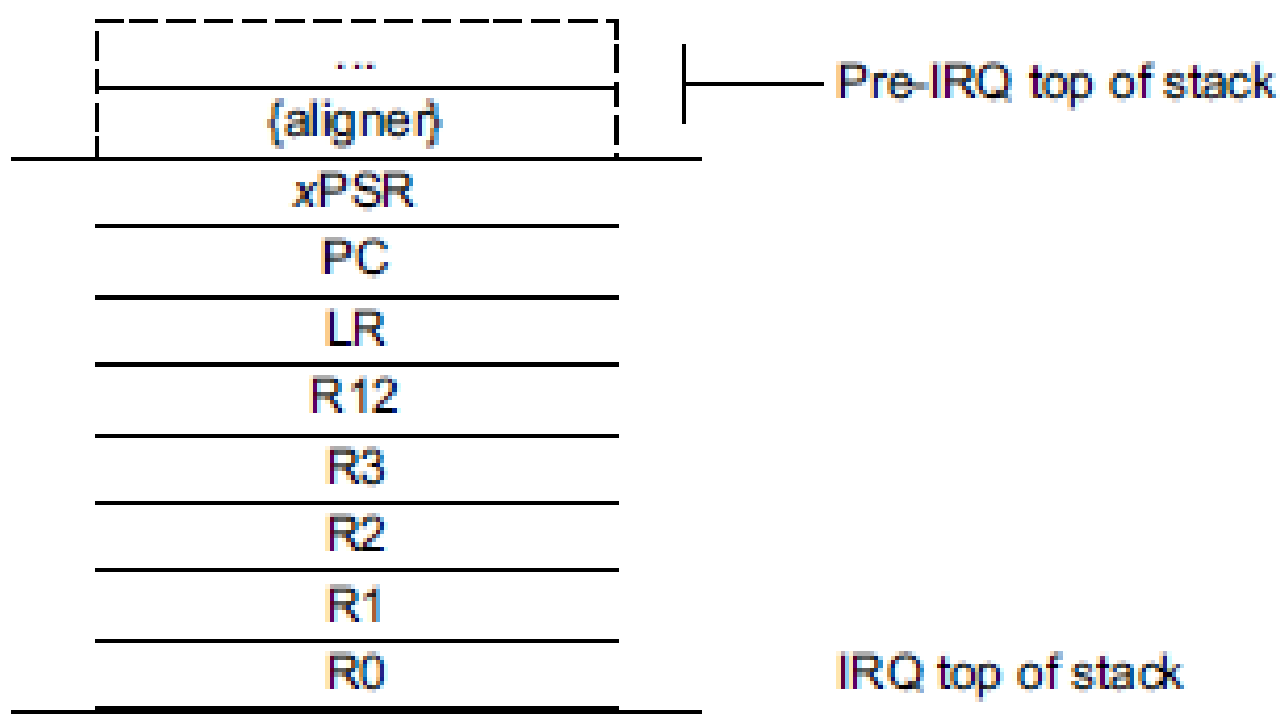 ...
Pre-IRQ top of stack
{aligner}
xPSR
PC
LR
R12
R3
R2
R1
R0
IRQ top of stack